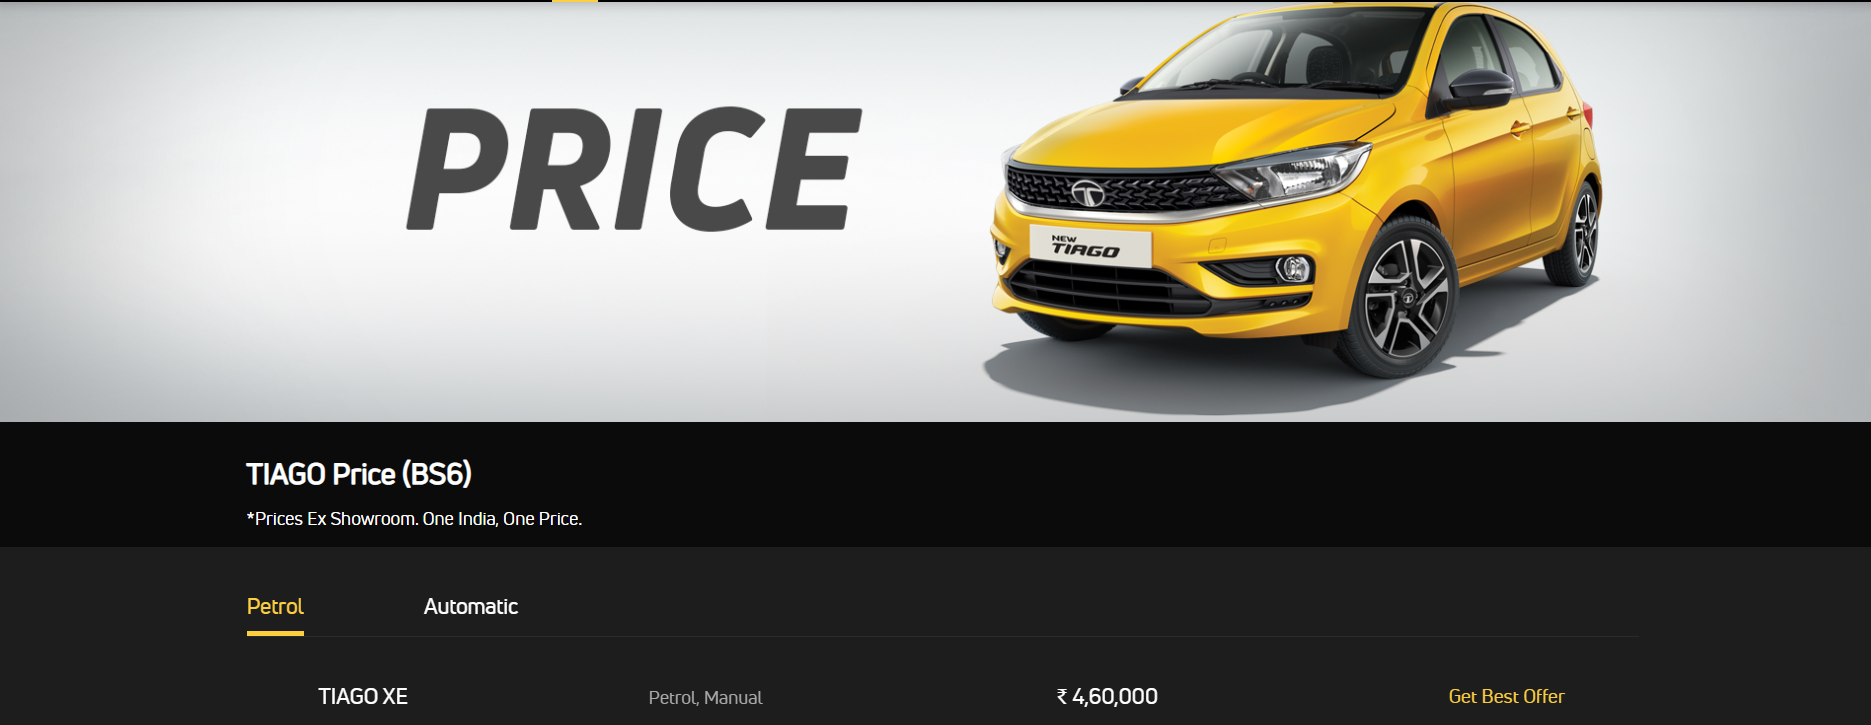 PRICE
NEW
TIAGO
TIAGO Price (BS6)
*Prices Ex Showroom. One India, One Price.
Petrol Automatic
TIAGO XE Petrol, Manual ₹ 4,60,000 Get Best Offer